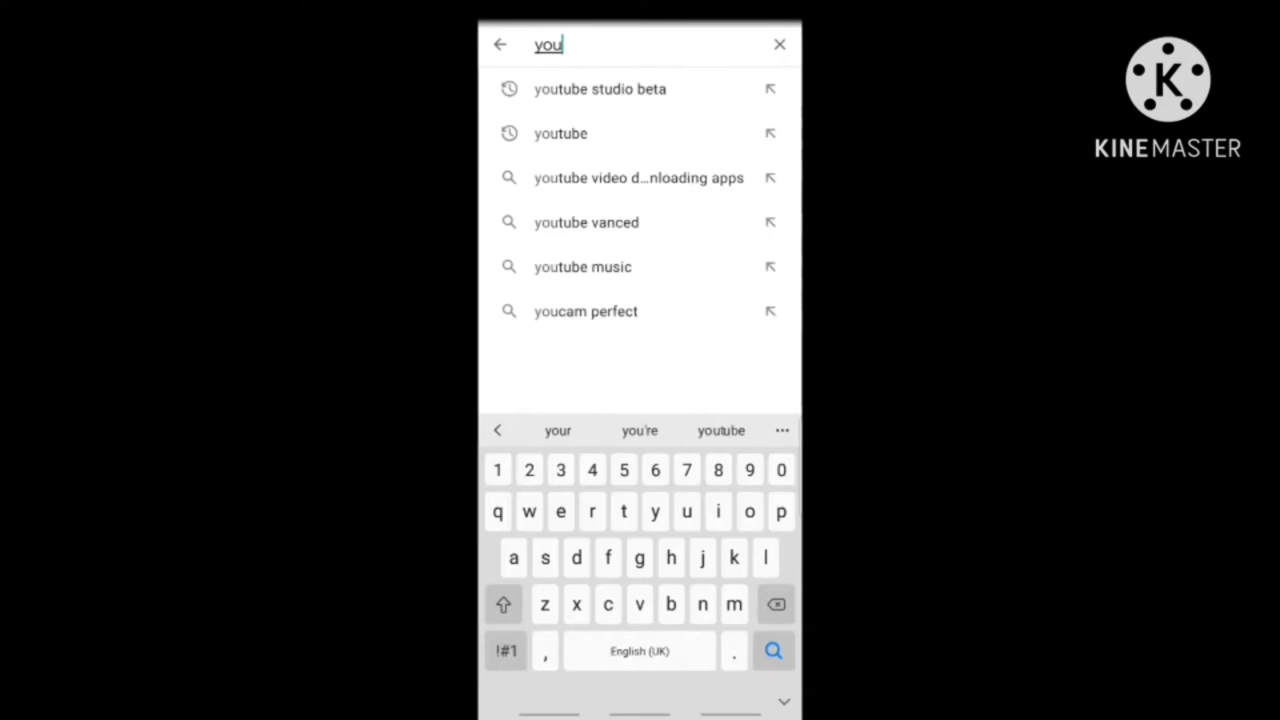 you
youtube studio beta
youtube
youtube video d...nloading apps
youtube vanced
youtube music
youcam perfect
your you're youtube ...
1 2 3 4 5 6 7 8 9 0
q w e r t y u i o p
a s d f g h j k l
z x c v b n m
!#1 , English (UK) .
K
KINEMASTER